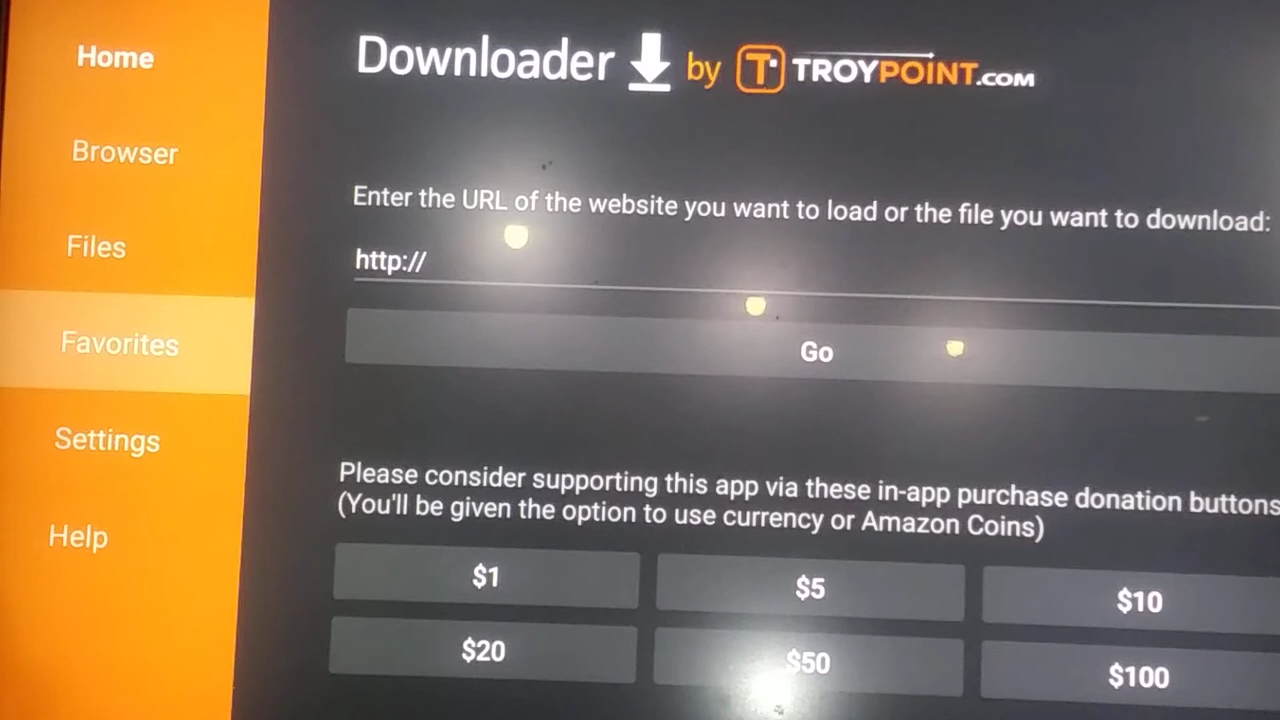 Home
Browser
Files
Favorites
Settings
Help
Downloader by TROYPOINT.COM
Enter the URL of the website you want to load or the file you want to download:
http://
Go
Please consider supporting this app via these in-app purchase donation buttons
(You'll be given the option to use currency or Amazon Coins)
$1 $5 $10
$20 $50 $100